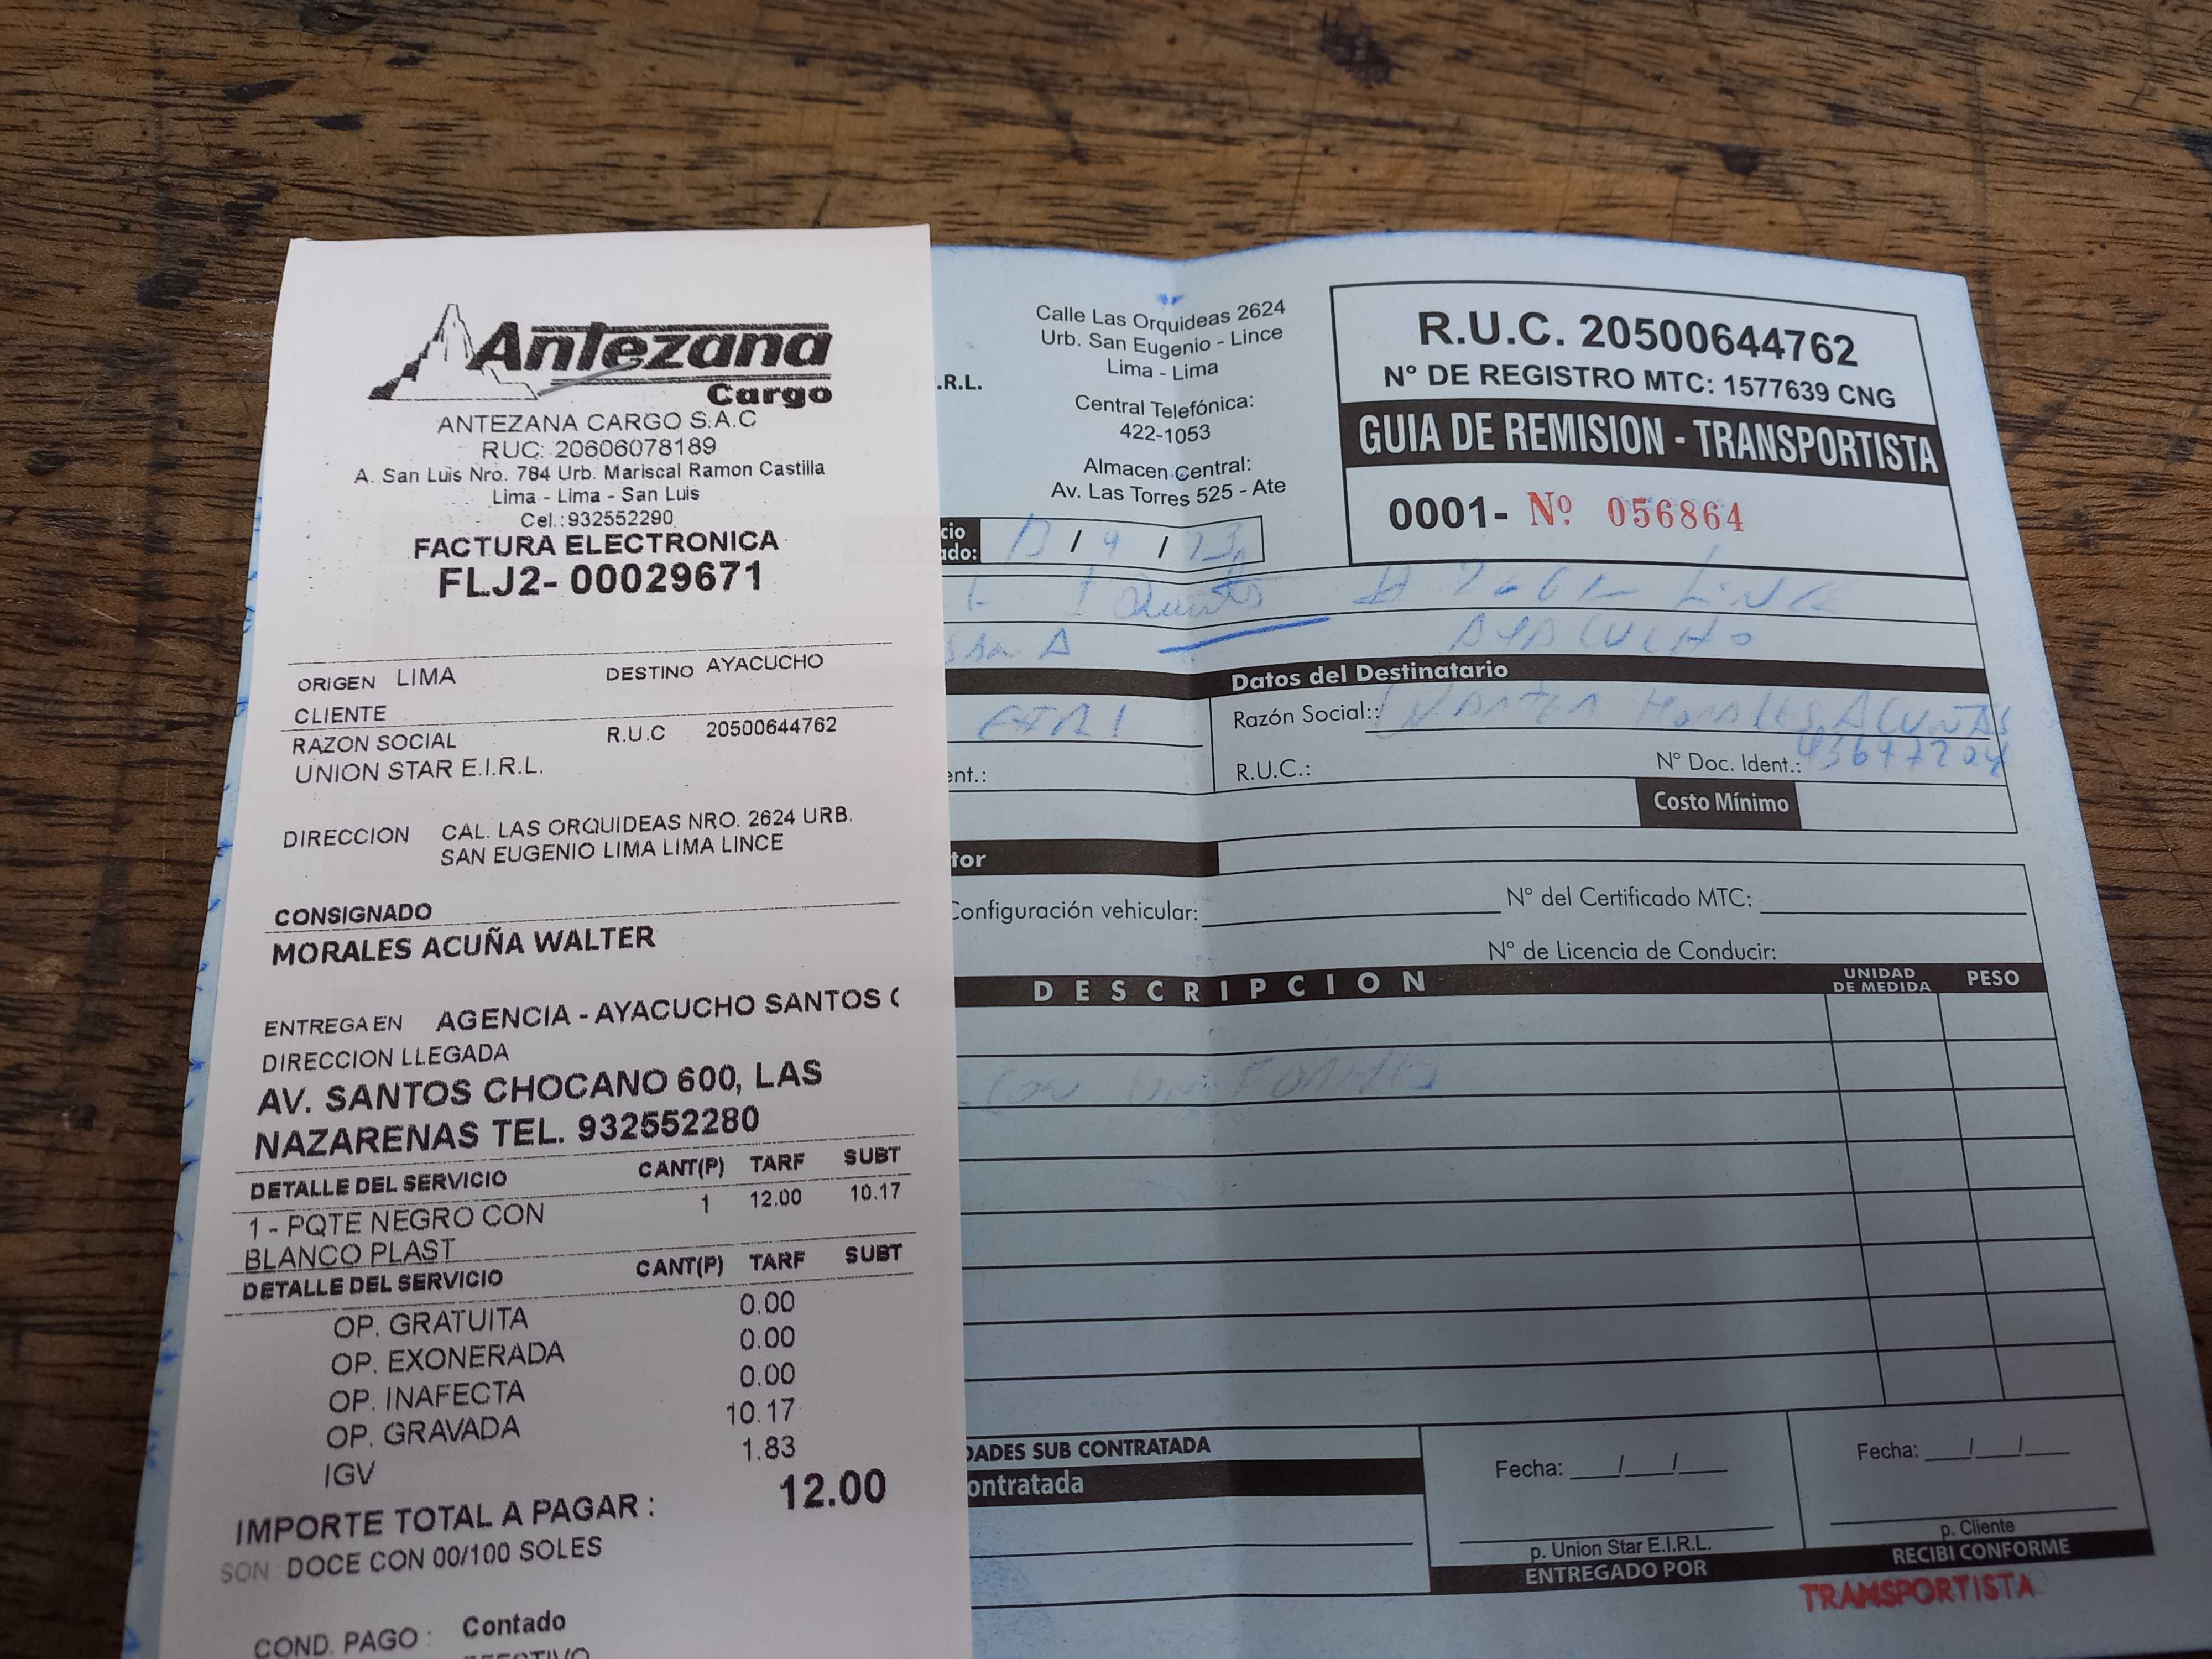 Antezana
Cargo
ANTEZANA CARGO S.A.C
RUC: 20606078189
A. San Luis Nro. 784 Urb. Mariscal Ramon Castilla
Lima - Lima - San Luis
Cel.:932552290
FACTURA ELECTRONICA
FLJ2- 00029671
ORIGEN LIMA DESTINO AYACUCHO
CLIENTE
RAZON SOCIAL R.U.C 20500644762
UNION STAR E.I.R.L.
DIRECCION CAL. LAS ORQUIDEAS NRO. 2624 URB.
SAN EUGENIO LIMA LIMA LINCE
CONSIGNADO
MORALES ACUÑA WALTER
ENTREGA EN AGENCIA - AYACUCHO SANTOS
DIRECCION LLEGADA
AV. SANTOS CHOCANO 600, LAS
NAZARENAS TEL. 932552280
DETALLE DEL SERVICIO CANT(P) TARF SUBT
1 - PQTE NEGRO CON 1 12.00 10.17
BLANCO PLAST
DETALLE DEL SERVICIO CANT(P) TARF SUBT
OP. GRATUITA 0.00
OP. EXONERADA 0.00
OP. INAFECTA 0.00
OP. GRAVADA 10.17
IGV 1.83
IMPORTE TOTAL A PAGAR : 12.00
SON DOCE CON 00/100 SOLES
COND. PAGO : Contado
.R.L.
Calle Las Orquideas 2624
Urb. San Eugenio - Lince
Lima - Lima
Central Telefónica:
422-1053
Almacen Central:
Av. Las Torres 525 - Ate
R.U.C. 20500644762
N° DE REGISTRO MTC: 1577639 CNG
GUIA DE REMISION - TRANSPORTISTA
0001- Nº 056864
cio
ado:
/ 9 / 23
AYACUCHO
Datos del Destinatario
Razón Social:: Morales Acuña
ent.:
R.U.C.: N° Doc. Ident.:
Costo Mínimo
tor
Configuración vehicular: N° del Certificado MTC:
N° de Licencia de Conducir:
DESCRIPCION UNIDAD DE MEDIDA PESO
CON
DADES SUB CONTRATADA
ontratada
Fecha: / /
p. Union Star E.I.R.L.
ENTREGADO POR
Fecha: / /
p. Cliente
RECIBI CONFORME
TRANSPORTISTA